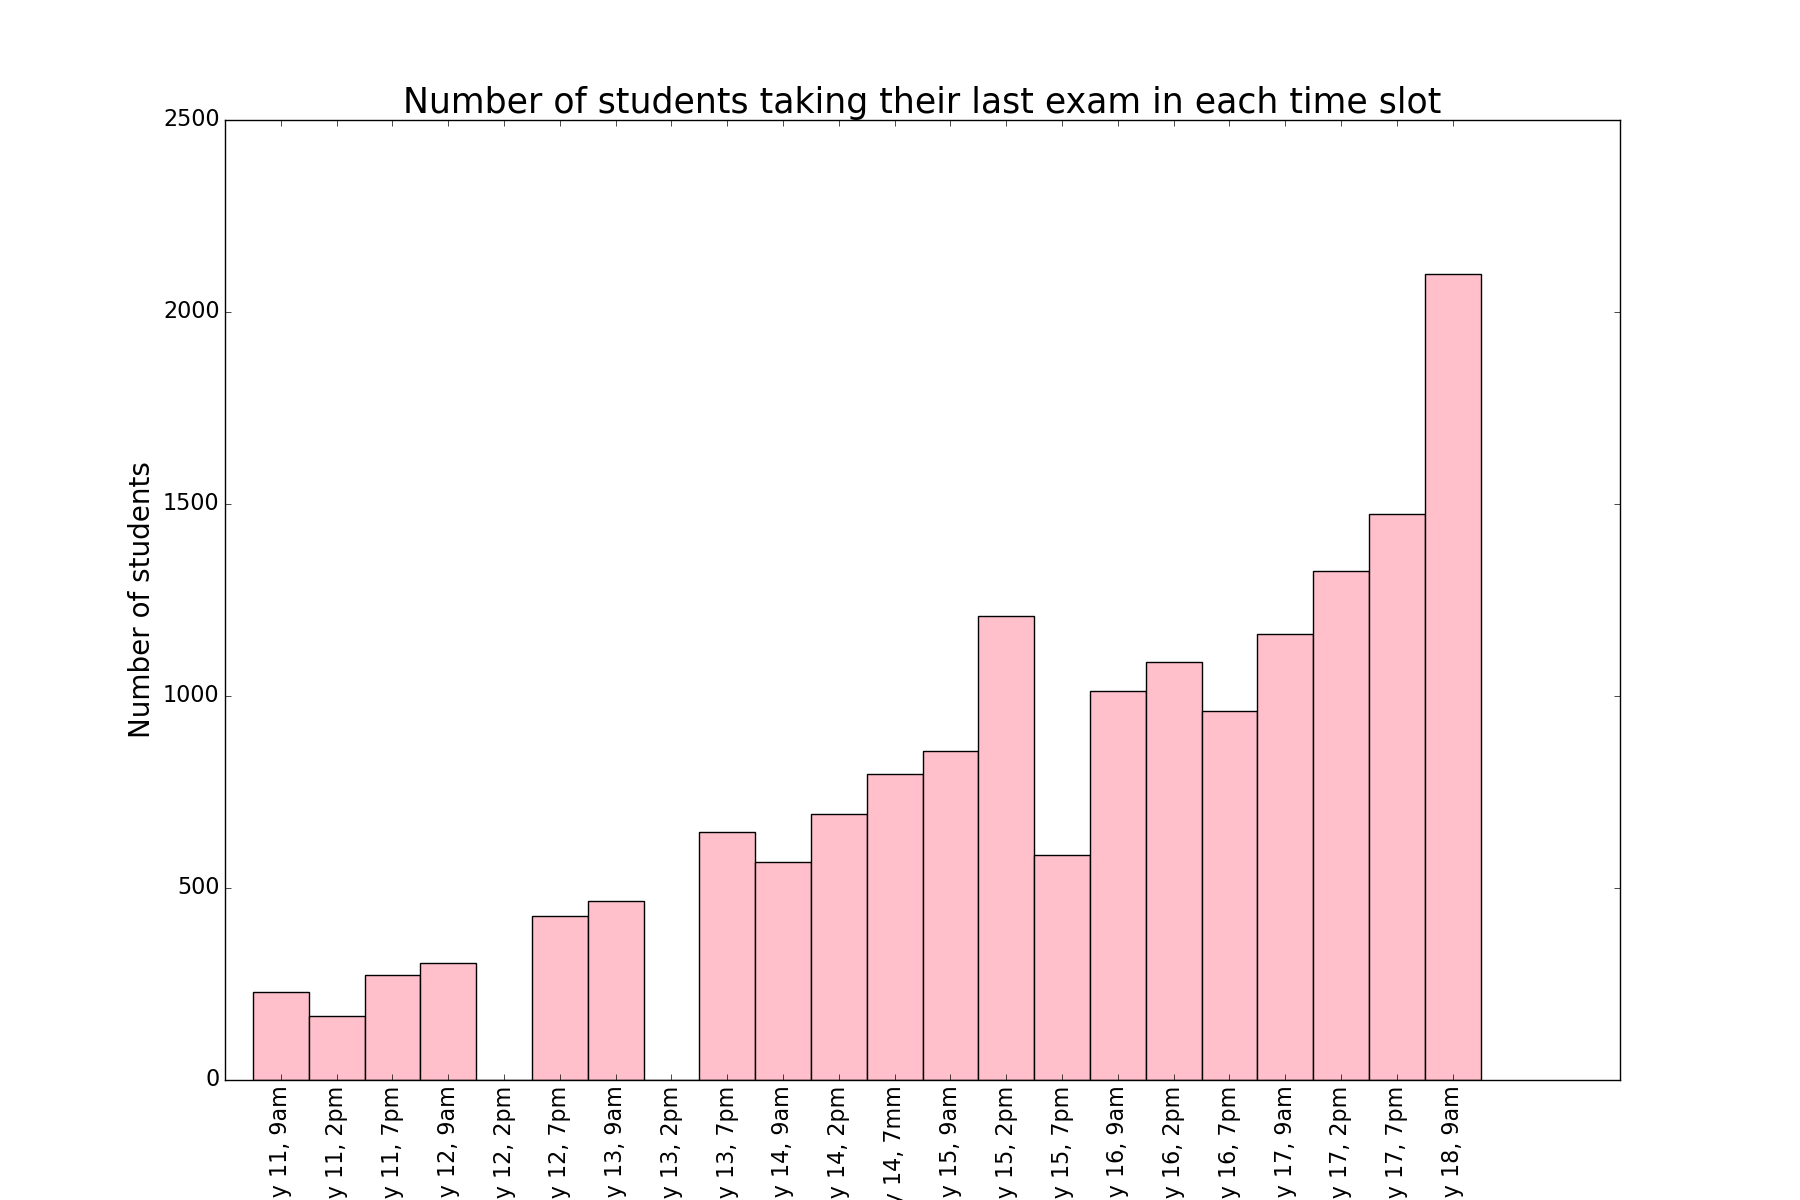 Number of students taking their last exam in each time slot
Number of students
2500
2000
1500
1000
500
0
y 11, 9am
y 11, 2pm
y 11, 7pm
y 12, 9am
y 12, 2pm
y 12, 7pm
y 13, 9am
y 13, 2pm
y 13, 7pm
y 14, 9am
y 14, 2pm
y 14, 7mm
y 15, 9am
y 15, 2pm
y 15, 7pm
y 16, 9am
y 16, 2pm
y 16, 7pm
y 17, 9am
y 17, 2pm
y 17, 7pm
y 18, 9am